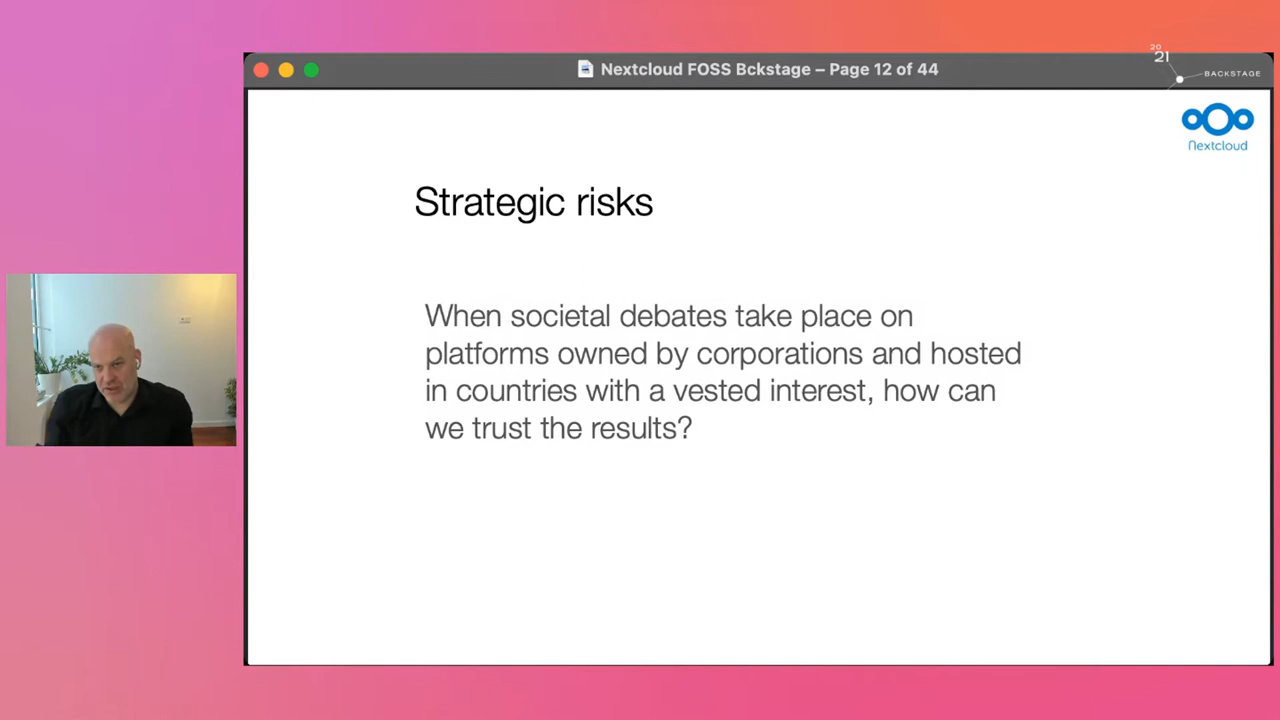 Nextcloud FOSS Bckstage – Page 12 of 44
20
21
BACKSTAGE
Nextcloud
Strategic risks
When societal debates take place on
platforms owned by corporations and hosted
in countries with a vested interest, how can
we trust the results?